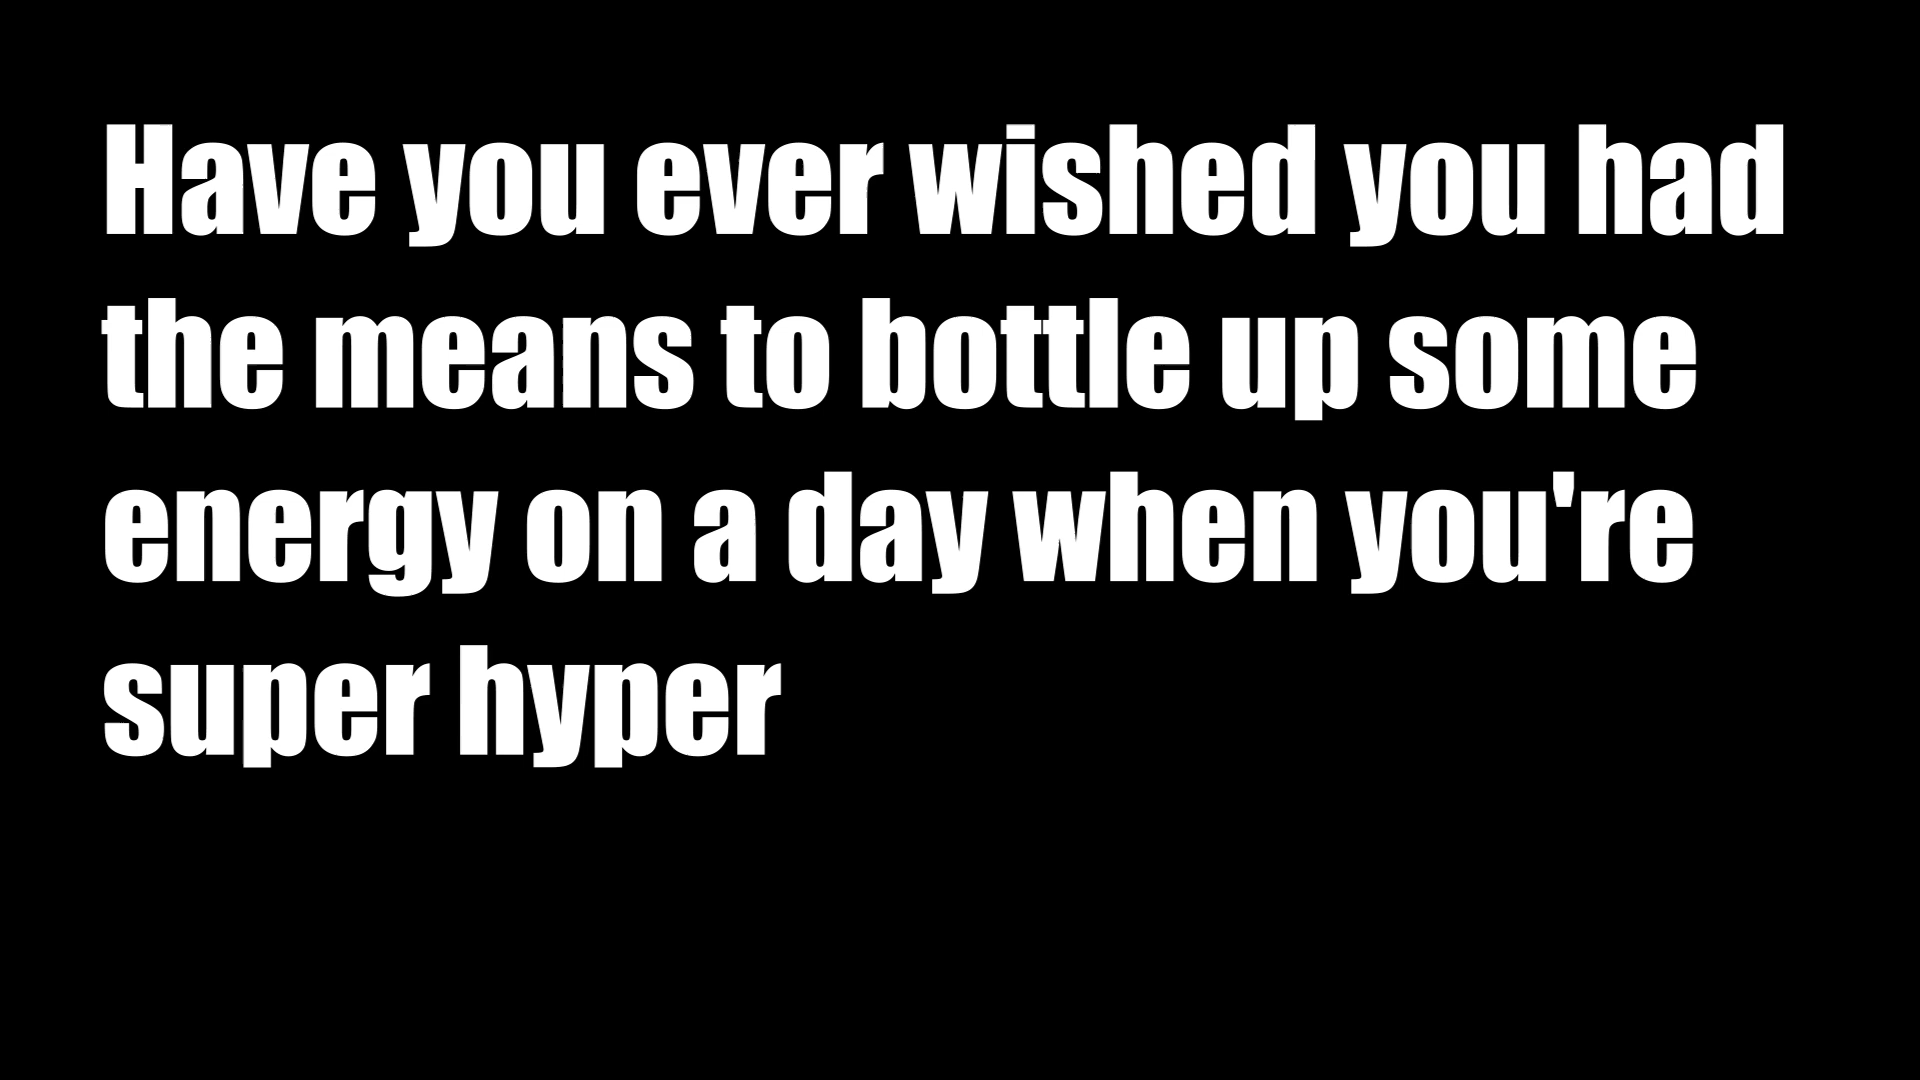 Have you ever wished you had
the means to bottle up some
energy on a day when you're
super hyper